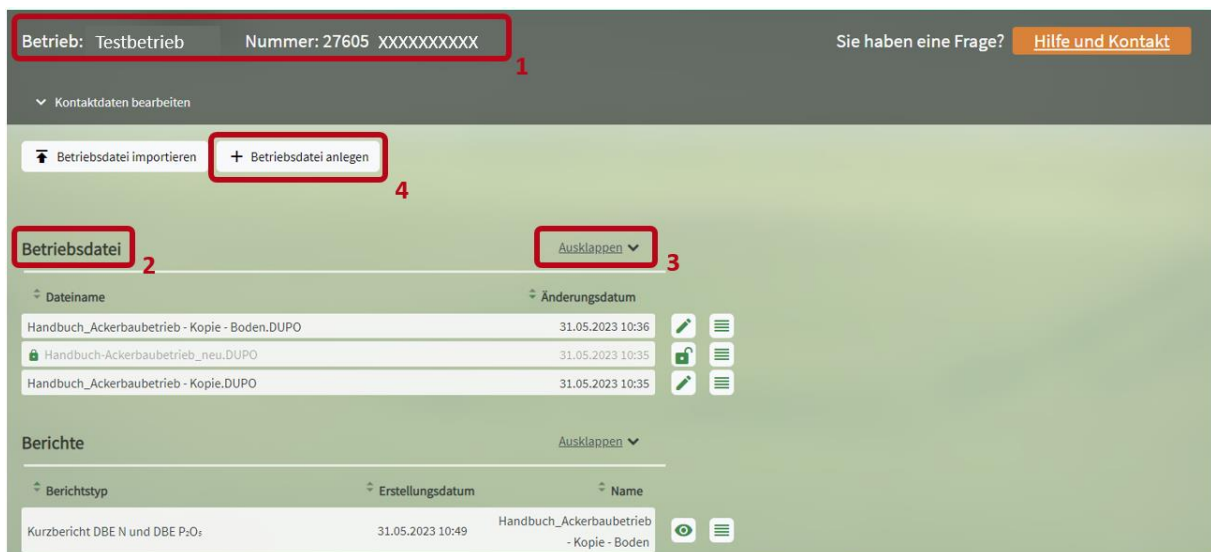 Betrieb: Testbetrieb Nummer: 27605 XXXXXXXXXX Sie haben eine Frage? Hilfe und Kontakt
1
Kontaktdaten bearbeiten
Betriebsdatei importieren + Betriebsdatei anlegen
4
Betriebsdatei Ausklappen
2 3
Dateiname Änderungsdatum
Handbuch_Ackerbaubetrieb - Kopie - Boden.DUPO 31.05.2023 10:36
Handbuch-Ackerbaubetrieb_neu.DUPO 31.05.2023 10:35
Handbuch_Ackerbaubetrieb - Kopie.DUPO 31.05.2023 10:35
Berichte Ausklappen
Berichtstyp Erstellungsdatum Name
Kurzbericht DBE N und DBE P₂O₅ 31.05.2023 10:49 Handbuch_Ackerbaubetrieb
- Kopie - Boden